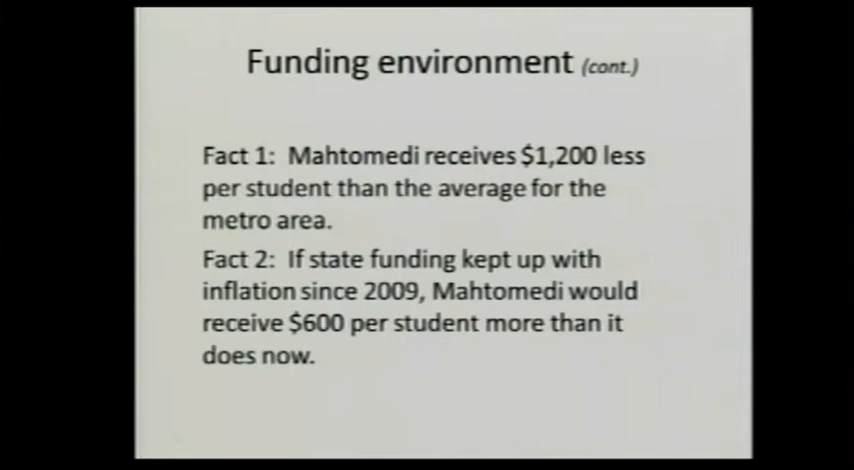 Funding environment (cont.)
Fact 1: Mahtomedi receives $1,200 less
per student than the average for the
metro area.
Fact 2: If state funding kept up with
inflation since 2009, Mahtomedi would
receive $600 per student more than it
does now.